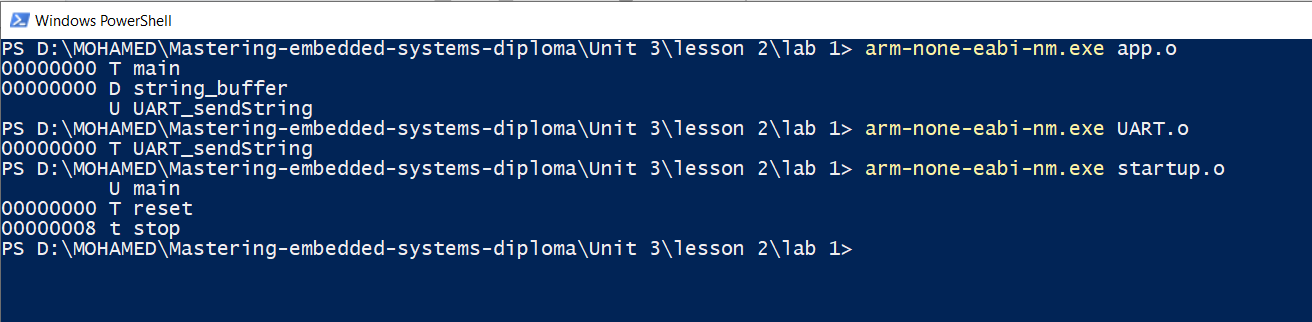 Windows PowerShell
PS D:\MOHAMED\Mastering-embedded-systems-diploma\Unit 3\lesson 2\lab 1> arm-none-eabi-nm.exe app.o
00000000 T main
00000000 D string_buffer
         U UART_sendString
PS D:\MOHAMED\Mastering-embedded-systems-diploma\Unit 3\lesson 2\lab 1> arm-none-eabi-nm.exe UART.o
00000000 T UART_sendString
PS D:\MOHAMED\Mastering-embedded-systems-diploma\Unit 3\lesson 2\lab 1> arm-none-eabi-nm.exe startup.o
         U main
00000000 T reset
00000008 t stop
PS D:\MOHAMED\Mastering-embedded-systems-diploma\Unit 3\lesson 2\lab 1>